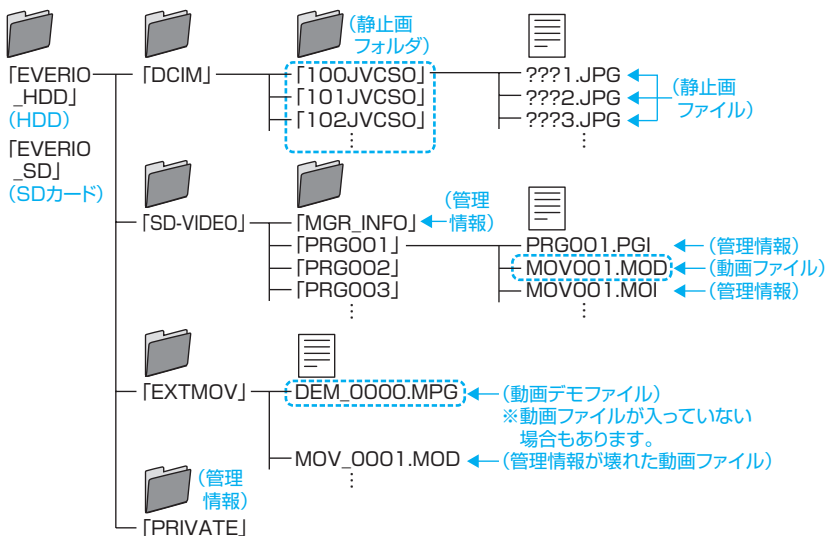 (静止画
フォルダ)
「EVERIO
_HDD」
(HDD)
「EVERIO
_SD」
(SDカード)
「DCIM」
「100JVCSO」
「101JVCSO」
「102JVCSO」
⋮
???1.JPG
???2.JPG
???3.JPG
⋮
(静止画
ファイル)
「SD-VIDEO」
「MGR_INFO」
(管理
情報)
「PRG001」
「PRG002」
「PRG003」
⋮
PRG001.PGI
(管理情報)
MOV001.MOD
(動画ファイル)
MOV001.MOI
(管理情報)
⋮
「EXTMOV」
DEM_0000.MPG
(動画デモファイル)
※動画ファイルが入っていない
場合もあります。
MOV_0001.MOD
(管理情報が壊れた動画ファイル)
⋮
(管理
情報)
「PRIVATE」